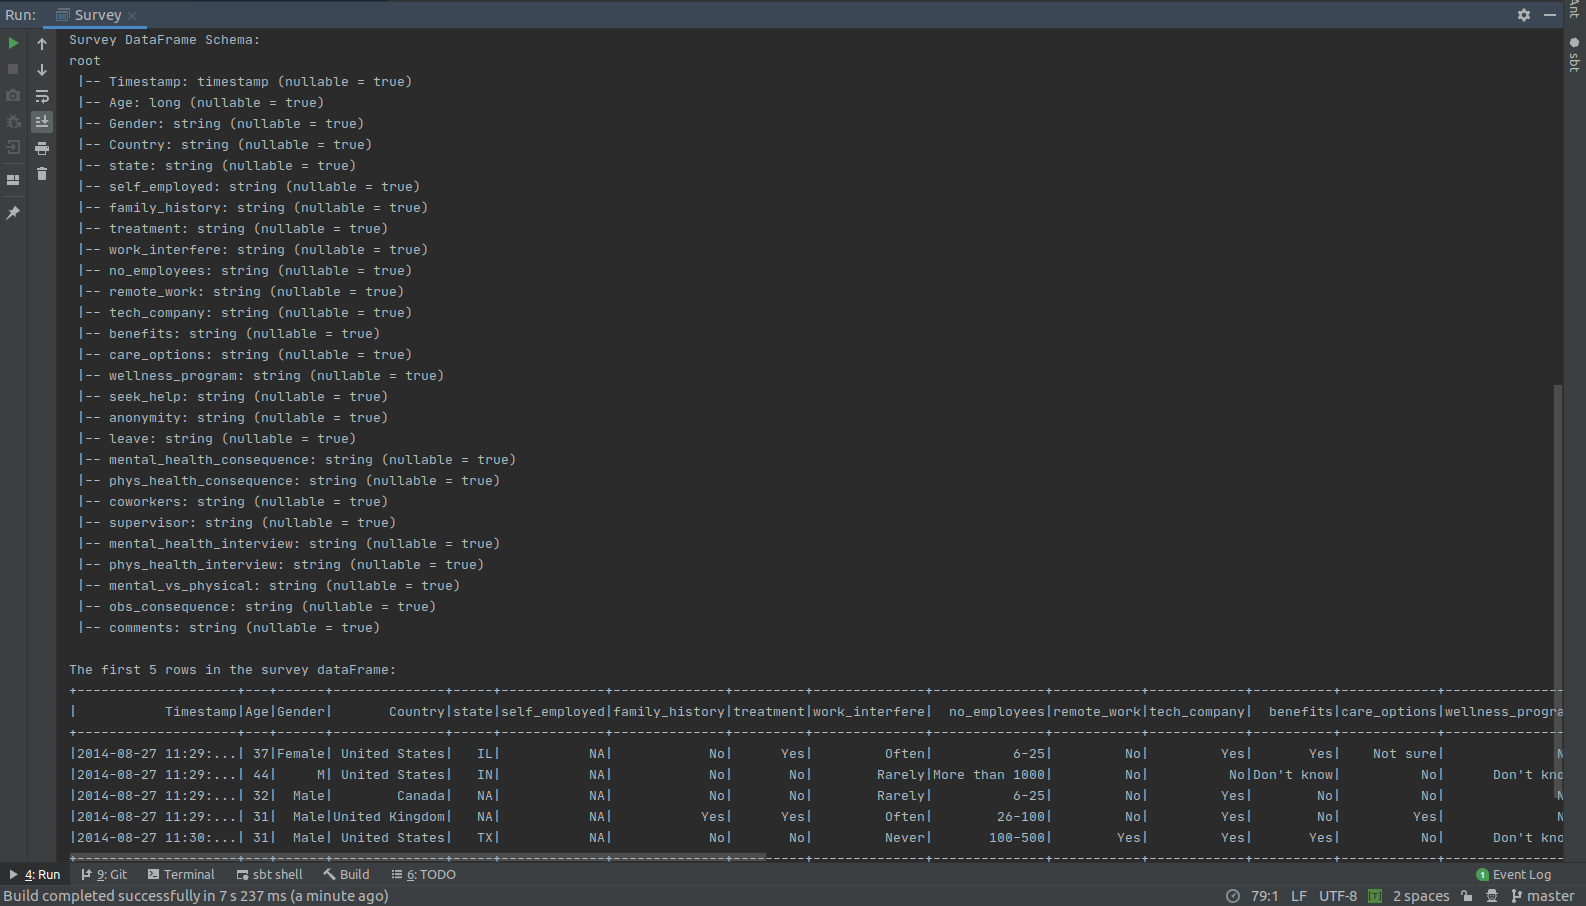 Run: Survey
Ant
sbt
Survey DataFrame Schema:
root
 |-- Timestamp: timestamp (nullable = true)
 |-- Age: long (nullable = true)
 |-- Gender: string (nullable = true)
 |-- Country: string (nullable = true)
 |-- state: string (nullable = true)
 |-- self_employed: string (nullable = true)
 |-- family_history: string (nullable = true)
 |-- treatment: string (nullable = true)
 |-- work_interfere: string (nullable = true)
 |-- no_employees: string (nullable = true)
 |-- remote_work: string (nullable = true)
 |-- tech_company: string (nullable = true)
 |-- benefits: string (nullable = true)
 |-- care_options: string (nullable = true)
 |-- wellness_program: string (nullable = true)
 |-- seek_help: string (nullable = true)
 |-- anonymity: string (nullable = true)
 |-- leave: string (nullable = true)
 |-- mental_health_consequence: string (nullable = true)
 |-- phys_health_consequence: string (nullable = true)
 |-- coworkers: string (nullable = true)
 |-- supervisor: string (nullable = true)
 |-- mental_health_interview: string (nullable = true)
 |-- phys_health_interview: string (nullable = true)
 |-- mental_vs_physical: string (nullable = true)
 |-- obs_consequence: string (nullable = true)
 |-- comments: string (nullable = true)
The first 5 rows in the survey dataFrame:
|           Timestamp|Age|Gender|       Country|state|self_employed|family_history|treatment|work_interfere|  no_employees|remote_work|tech_company|  benefits|care_options|wellness_progra
|2014-08-27 11:29:...| 37|Female| United States|   IL|           NA|            No|      Yes|         Often|          6-25|         No|         Yes|       Yes|    Not sure|              N
|2014-08-27 11:29:...| 44|     M| United States|   IN|           NA|            No|       No|        Rarely|More than 1000|         No|          No|Don't know|          No|      Don't kno
|2014-08-27 11:29:...| 32|  Male|        Canada|   NA|           NA|            No|       No|        Rarely|          6-25|         No|         Yes|        No|          No|              N
|2014-08-27 11:29:...| 31|  Male|United Kingdom|   NA|           NA|           Yes|      Yes|         Often|        26-100|         No|         Yes|        No|         Yes|              N
|2014-08-27 11:30:...| 31|  Male| United States|   TX|           NA|            No|       No|         Never|       100-500|        Yes|         Yes|       Yes|          No|      Don't kno
4: Run 9: Git Terminal sbt shell Build 6: TODO 1 Event Log
Build completed successfully in 7 s 237 ms (a minute ago) 79:1 LF UTF-8 [T] 2 spaces master